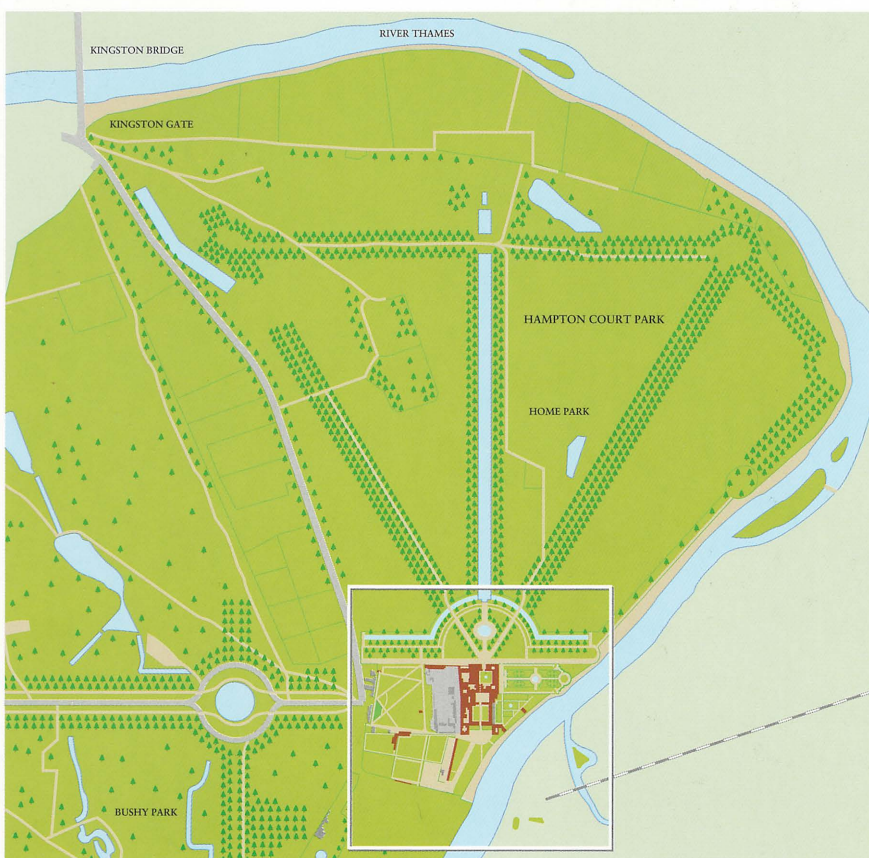 RIVER THAMES
KINGSTON BRIDGE
KINGSTON GATE
HAMPTON COURT PARK
HOME PARK
BUSHY PARK